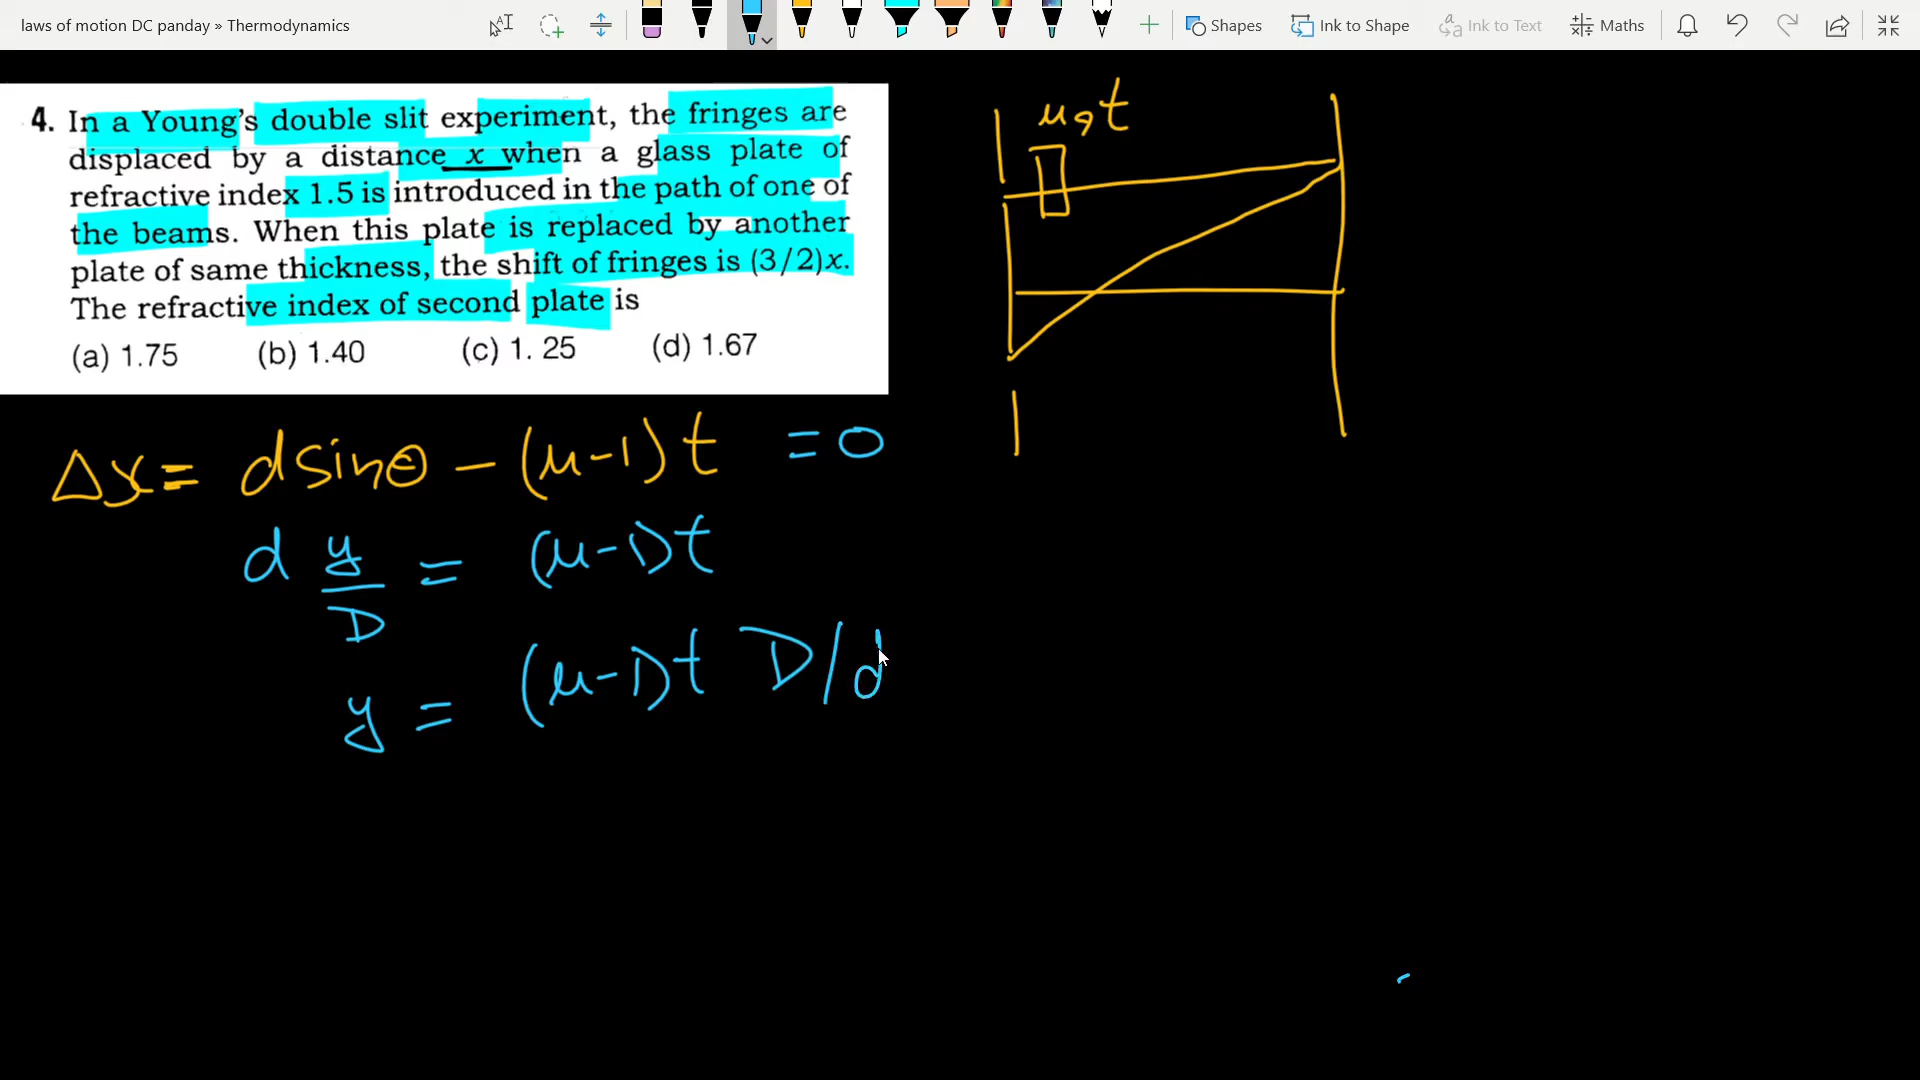 laws of motion DC panday » Thermodynamics
Shapes
Ink to Shape
Ink to Text
Maths
4. In a Young's double slit experiment, the fringes are
displaced by a distance x when a glass plate of
refractive index 1.5 is introduced in the path of one of
the beams. When this plate is replaced by another
plate of same thickness, the shift of fringes is (3/2)x.
The refractive index of second plate is
(a) 1.75 (b) 1.40 (c) 1. 25 (d) 1.67
μ, t
Δx = d sinθ - (μ-1) t = 0
d y/D = (μ-1)t
y = (μ-1)t D/d